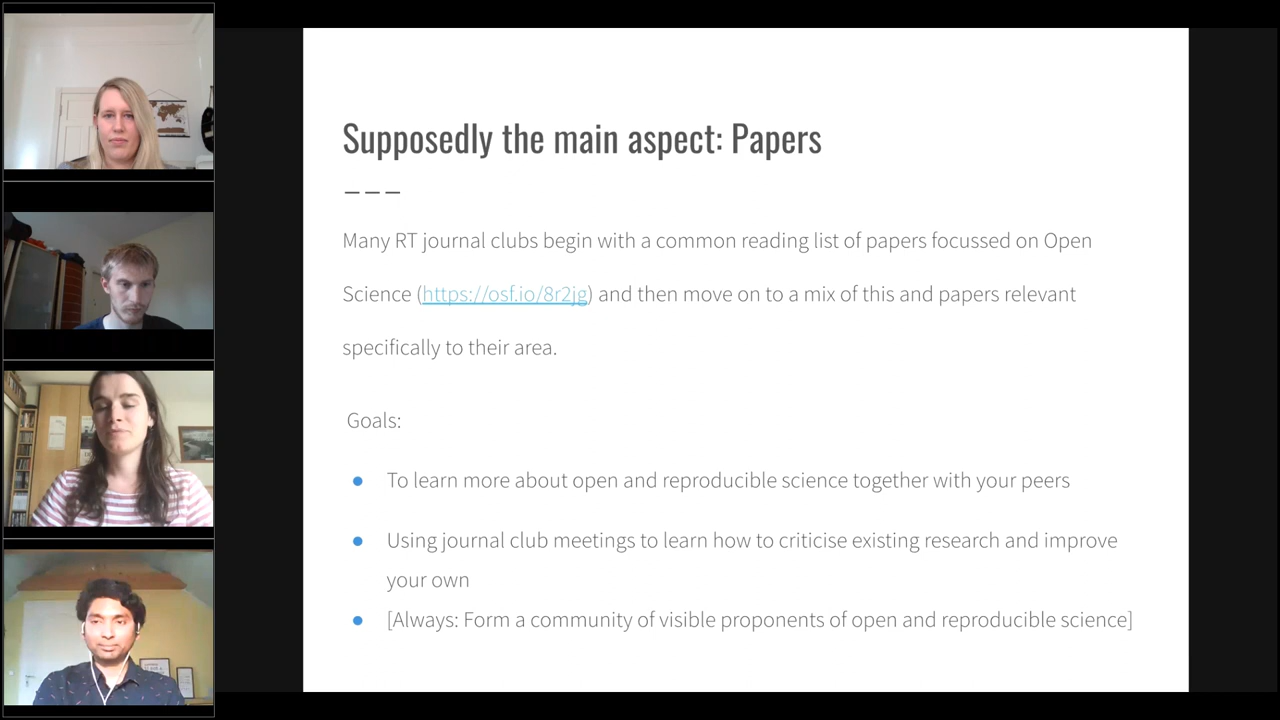 Supposedly the main aspect: Papers
Many RT journal clubs begin with a common reading list of papers focussed on Open
Science (https://osf.io/8r2jg) and then move on to a mix of this and papers relevant
specifically to their area.
Goals:
● To learn more about open and reproducible science together with your peers
● Using journal club meetings to learn how to criticise existing research and improve
your own
● [Always: Form a community of visible proponents of open and reproducible science]